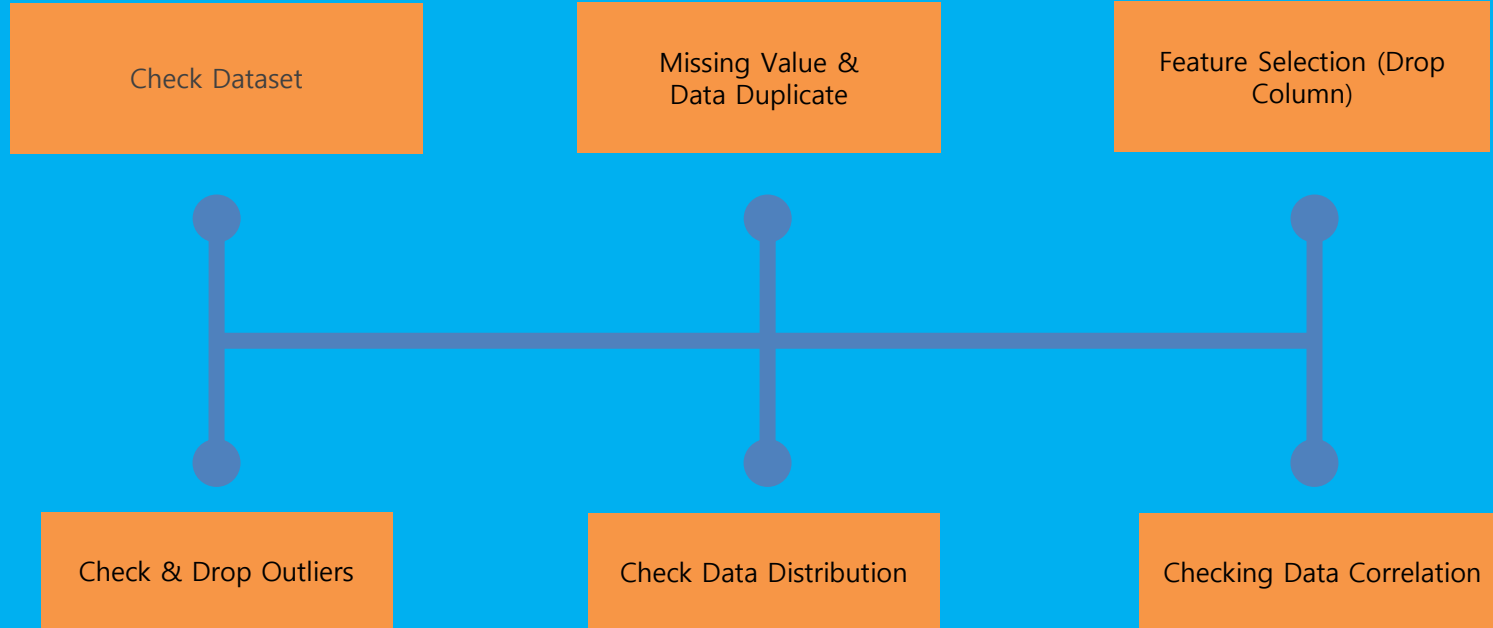 Check Dataset
Missing Value &
Data Duplicate
Feature Selection (Drop
Column)
Check & Drop Outliers
Check Data Distribution
Checking Data Correlation